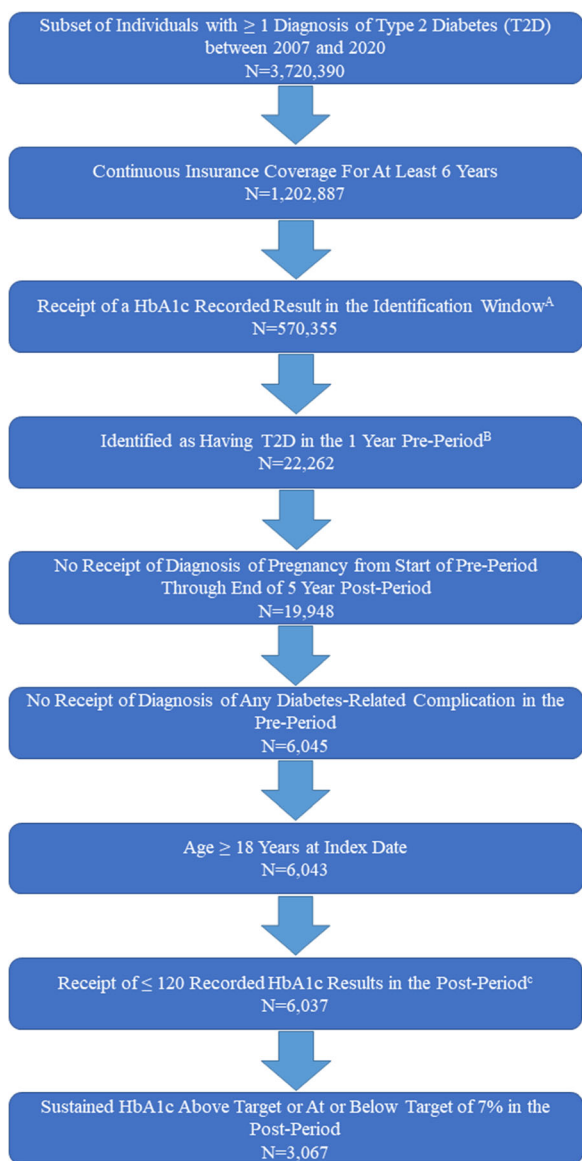 Subset of Individuals with ≥ 1 Diagnosis of Type 2 Diabetes (T2D)
between 2007 and 2020
N=3,720,390
Continuous Insurance Coverage For At Least 6 Years
N=1,202,887
Receipt of a HbA1c Recorded Result in the Identification Window^A
N=570,355
Identified as Having T2D in the 1 Year Pre-Period^B
N=22,262
No Receipt of Diagnosis of Pregnancy from Start of Pre-Period
Through End of 5 Year Post-Period
N=19,948
No Receipt of Diagnosis of Any Diabetes-Related Complication in the
Pre-Period
N=6,045
Age ≥ 18 Years at Index Date
N=6,043
Receipt of ≤ 120 Recorded HbA1c Results in the Post-Period^c
N=6,037
Sustained HbA1c Above Target or At or Below Target of 7% in the
Post-Period
N=3,067